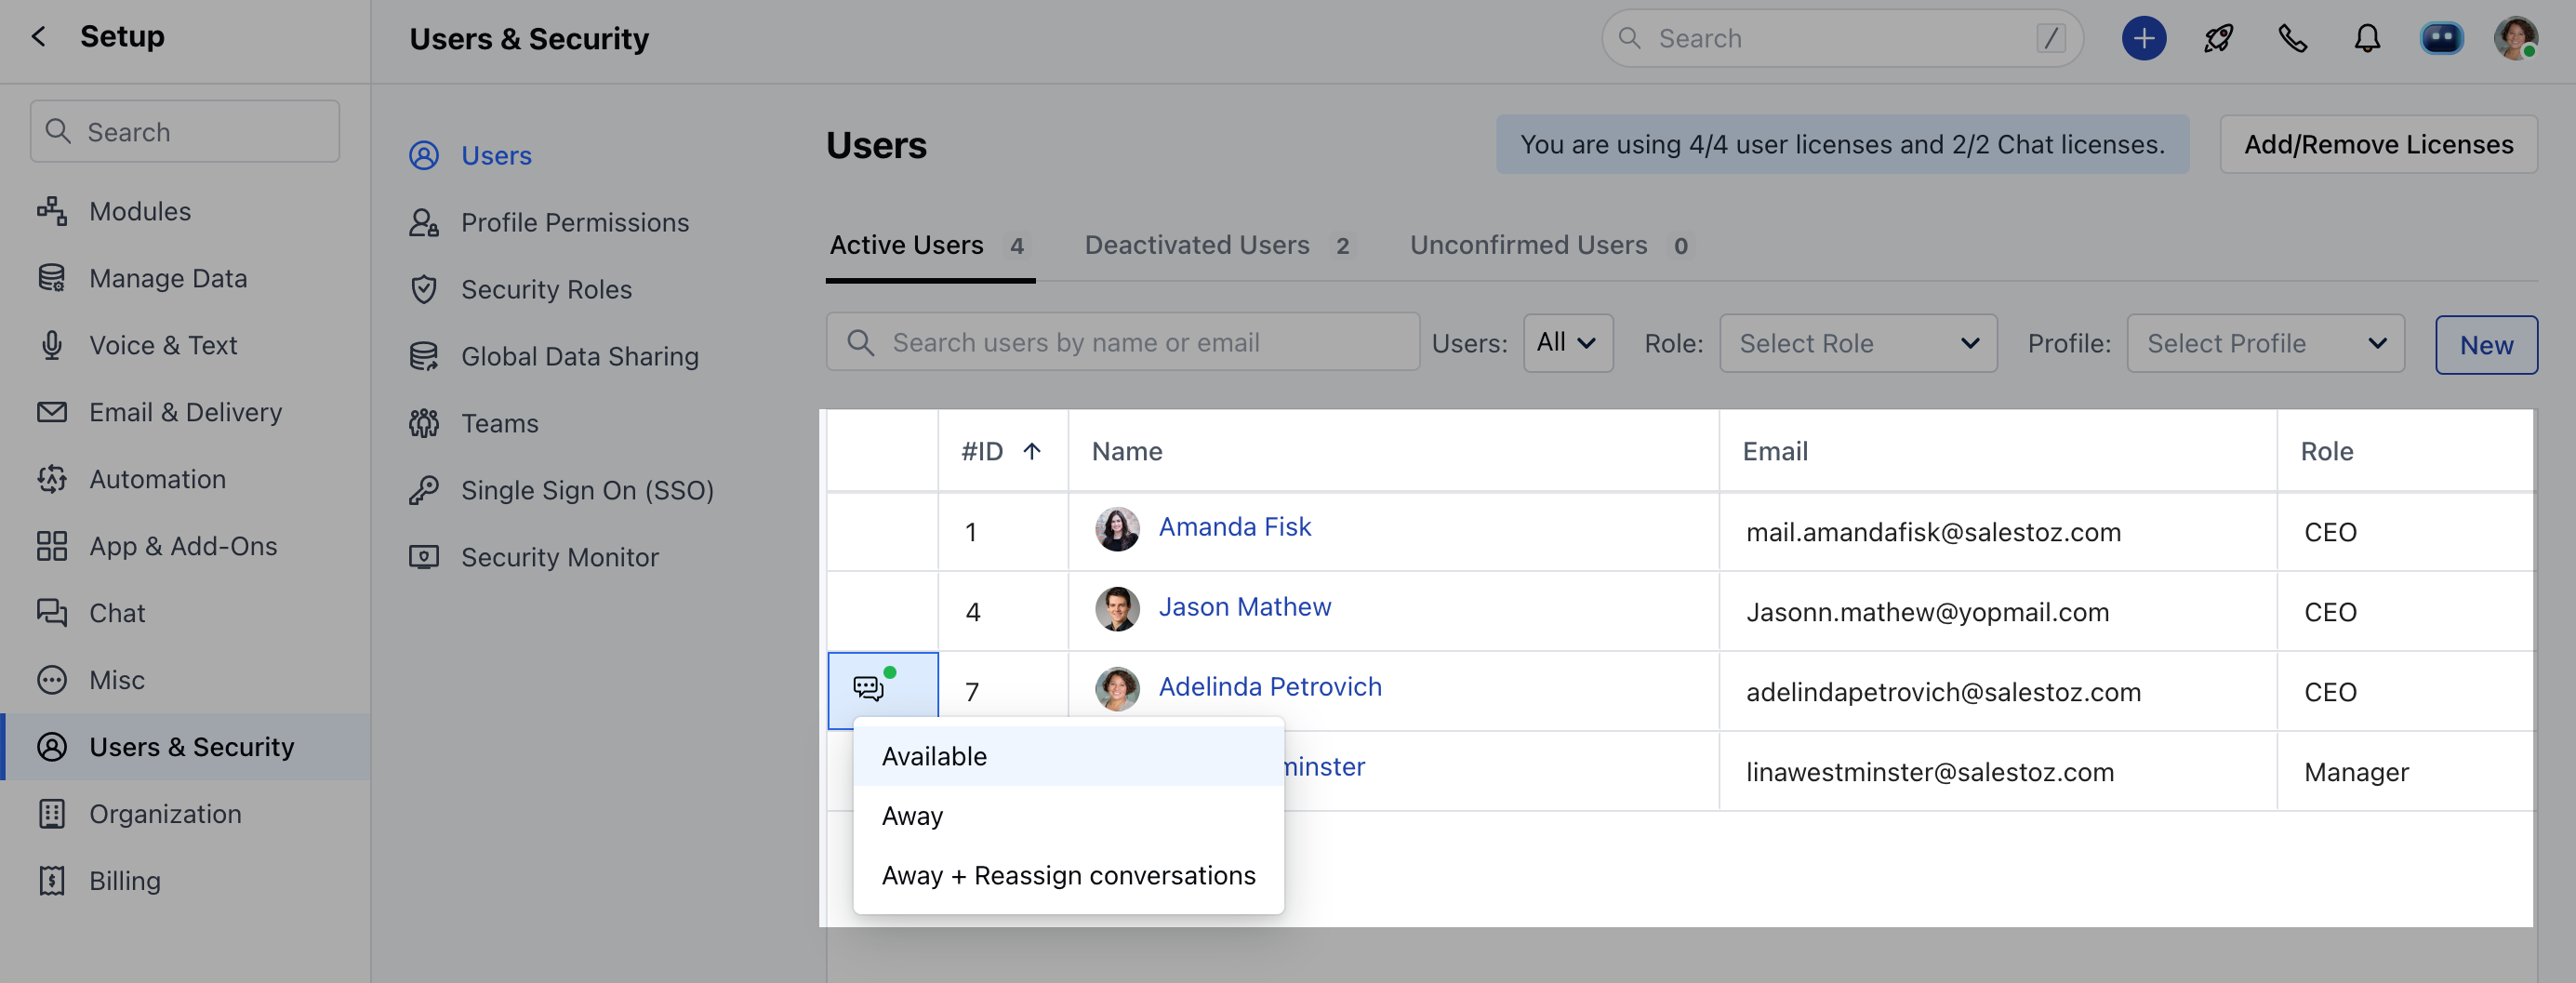 Setup
Users & Security
Search
/
Search
Modules
Manage Data
Voice & Text
Email & Delivery
Automation
App & Add-Ons
Chat
Misc
Users & Security
Organization
Billing
Users
Profile Permissions
Security Roles
Global Data Sharing
Teams
Single Sign On (SSO)
Security Monitor
Users
You are using 4/4 user licenses and 2/2 Chat licenses.
Add/Remove Licenses
Active Users 4
Deactivated Users 2
Unconfirmed Users 0
Search users by name or email
Users: All
Role: Select Role
Profile: Select Profile
New
#ID Name Email Role
1 Amanda Fisk mail.amandafisk@salestoz.com CEO
4 Jason Mathew Jasonn.mathew@yopmail.com CEO
7 Adelinda Petrovich adelindapetrovich@salestoz.com CEO
minster linawestminster@salestoz.com Manager
Available
Away
Away + Reassign conversations